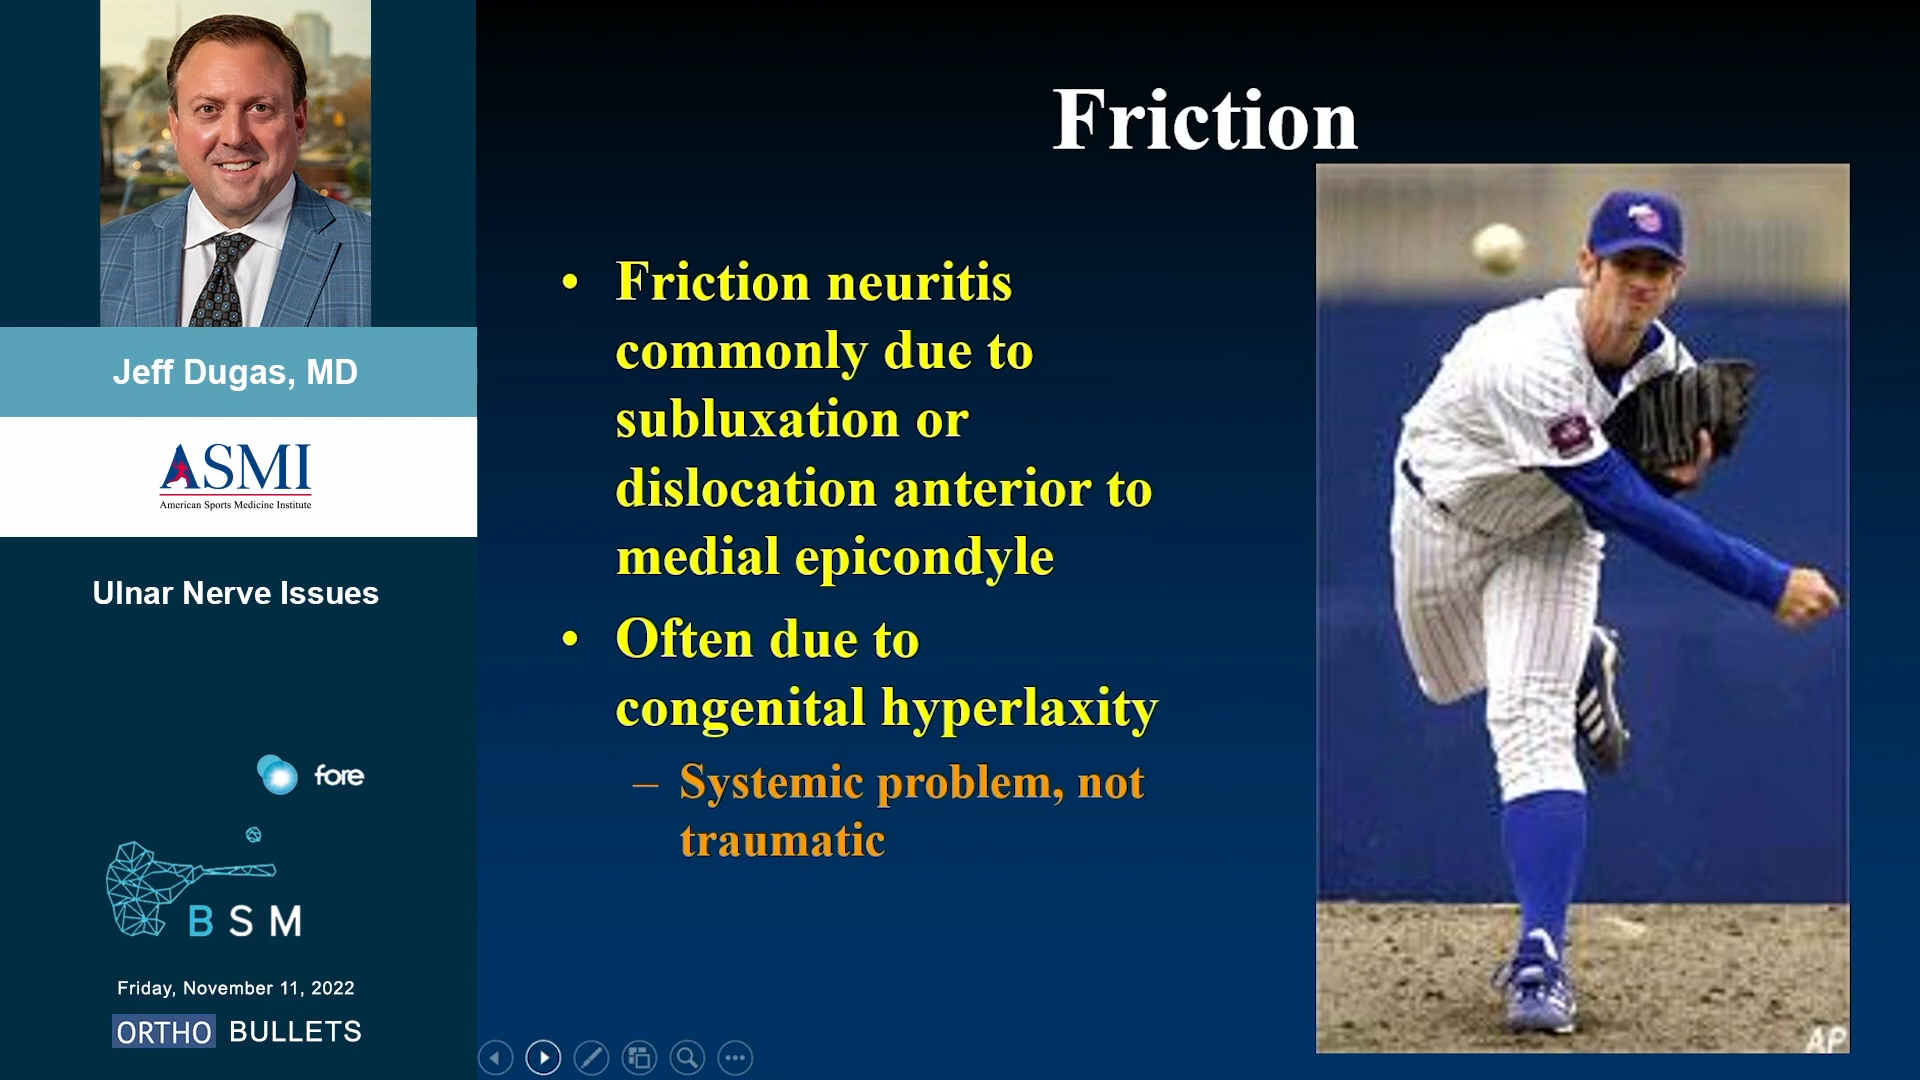 Jeff Dugas, MD
ASMI
American Sports Medicine Institute
Ulnar Nerve Issues
fore
BSM
Friday, November 11, 2022
ORTHO BULLETS
Friction
• Friction neuritis
commonly due to
subluxation or
dislocation anterior to
medial epicondyle
• Often due to
congenital hyperlaxity
– Systemic problem, not
traumatic
AP